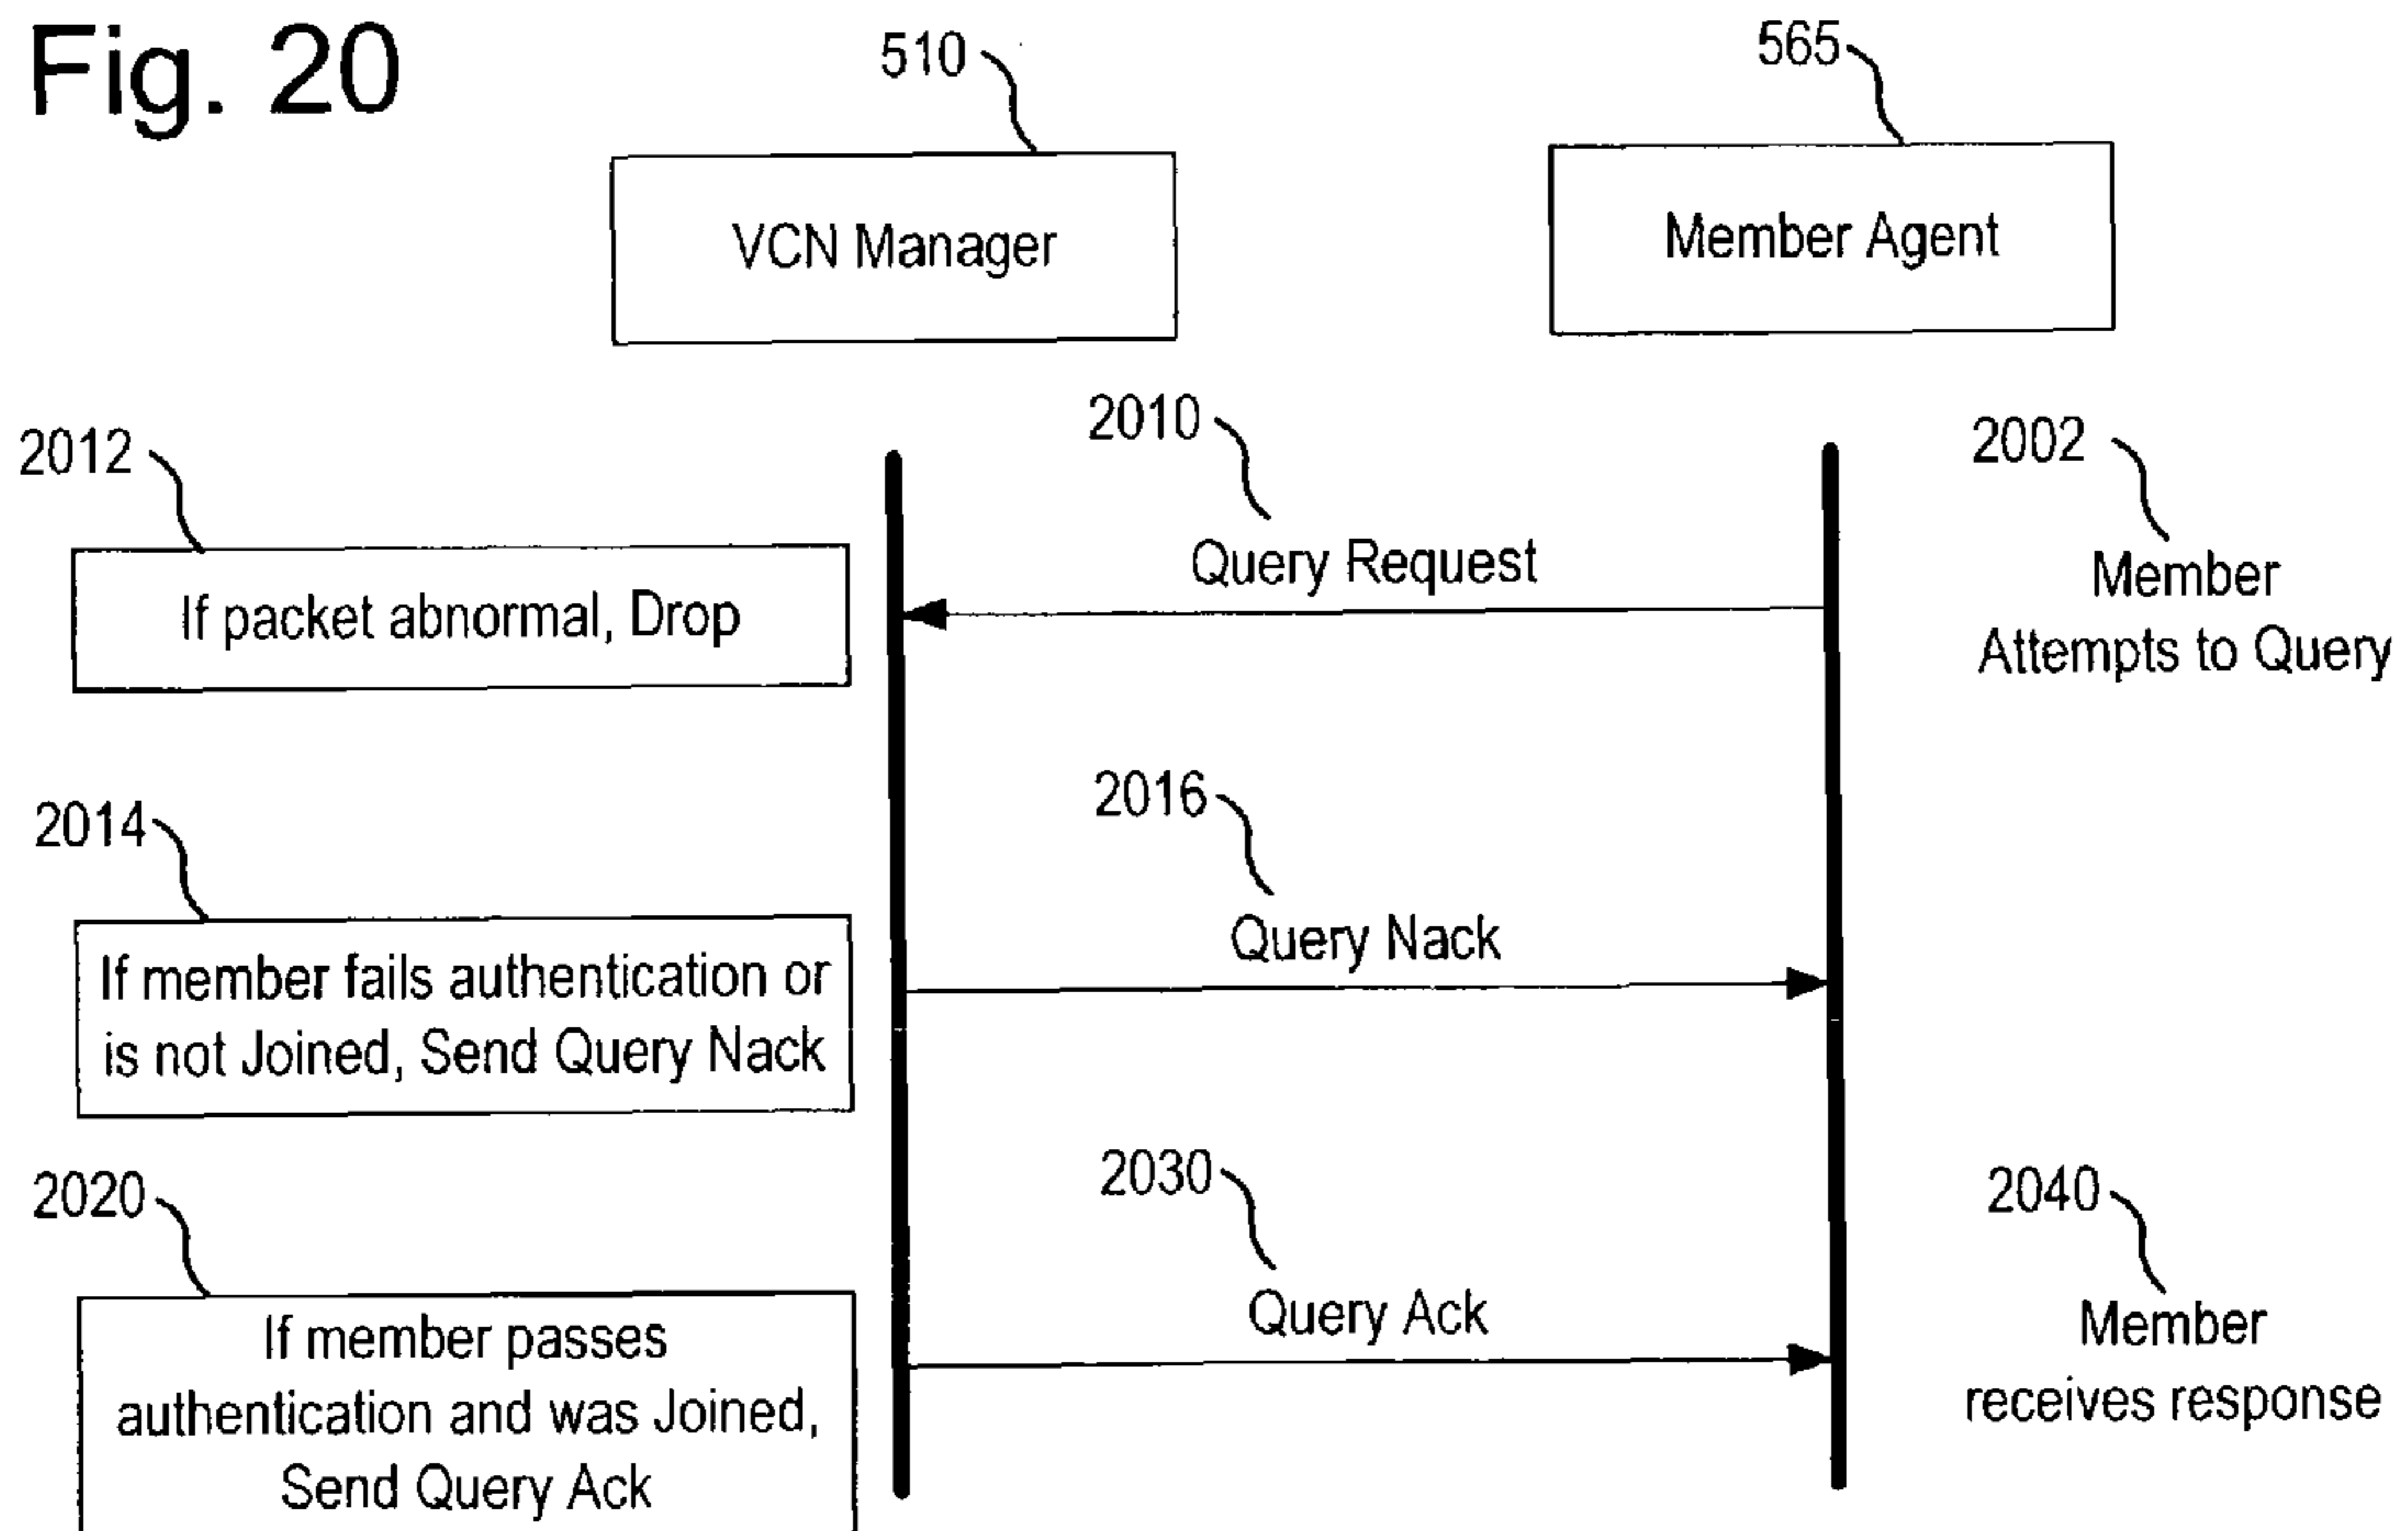 Fig. 20
510
565
VCN Manager
Member Agent
2012
2010
2002
If packet abnormal, Drop
Query Request
Member
Attempts to Query
2014
2016
If member fails authentication or
is not Joined, Send Query Nack
Query Nack
2020
2030
2040
If member passes
authentication and was Joined,
Send Query Ack
Query Ack
Member
receives response